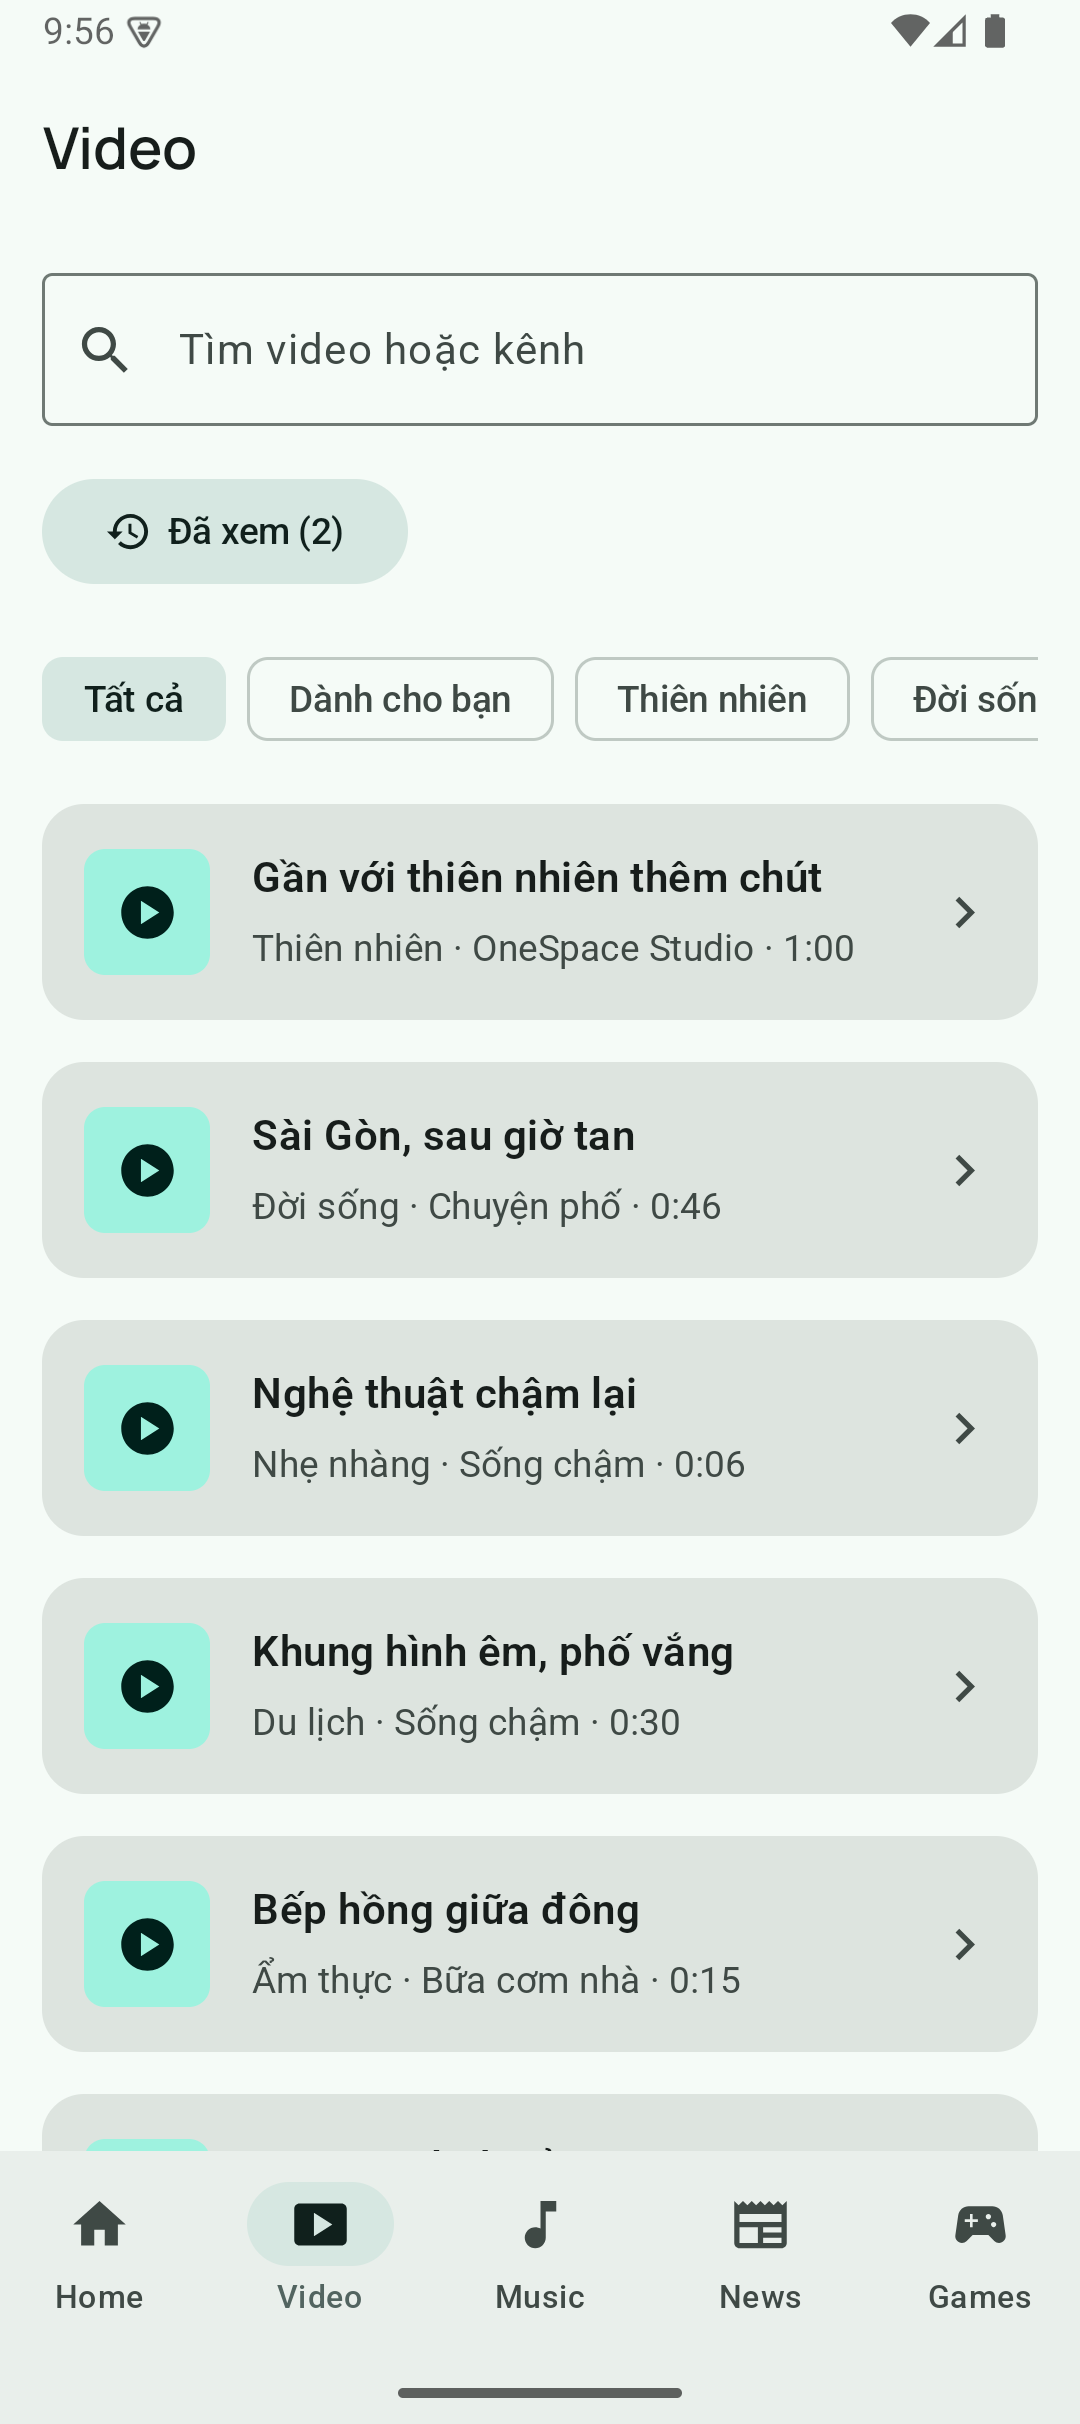 9:56
Video
Tìm video hoặc kênh
Đã xem (2)
Tất cả
Dành cho bạn
Thiên nhiên
Đời sốn
Gần với thiên nhiên thêm chút
Thiên nhiên · OneSpace Studio · 1:00
Sài Gòn, sau giờ tan
Đời sống · Chuyện phố · 0:46
Nghệ thuật chậm lại
Nhẹ nhàng · Sống chậm · 0:06
Khung hình êm, phố vắng
Du lịch · Sống chậm · 0:30
Bếp hồng giữa đông
Ẩm thực · Bữa cơm nhà · 0:15
Home
Video
Music
News
Games